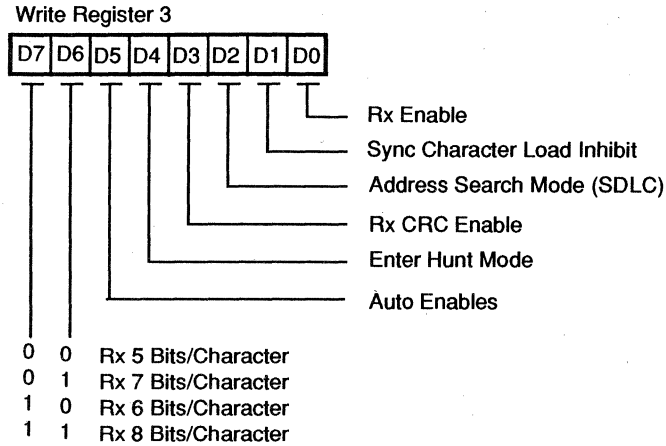 Write Register 3
D7 D6 D5 D4 D3 D2 D1 D0
Rx Enable
Sync Character Load Inhibit
Address Search Mode (SDLC)
Rx CRC Enable
Enter Hunt Mode
Auto Enables
0 0 Rx 5 Bits/Character
0 1 Rx 7 Bits/Character
1 0 Rx 6 Bits/Character
1 1 Rx 8 Bits/Character